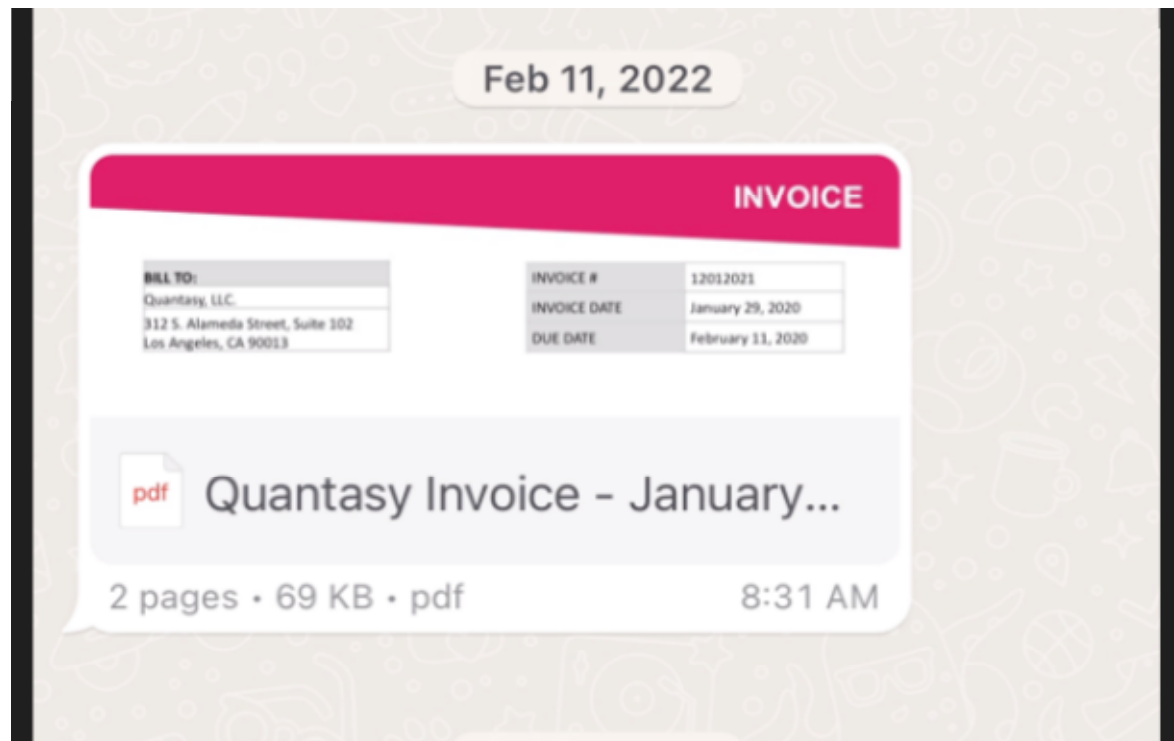 Feb 11, 2022
INVOICE
BILL TO:
Quantasy, LLC.
312 S. Alameda Street, Suite 102
Los Angeles, CA 90013
INVOICE # 12012021
INVOICE DATE January 29, 2020
DUE DATE February 11, 2020
pdf Quantasy Invoice - January...
2 pages • 69 KB • pdf 8:31 AM